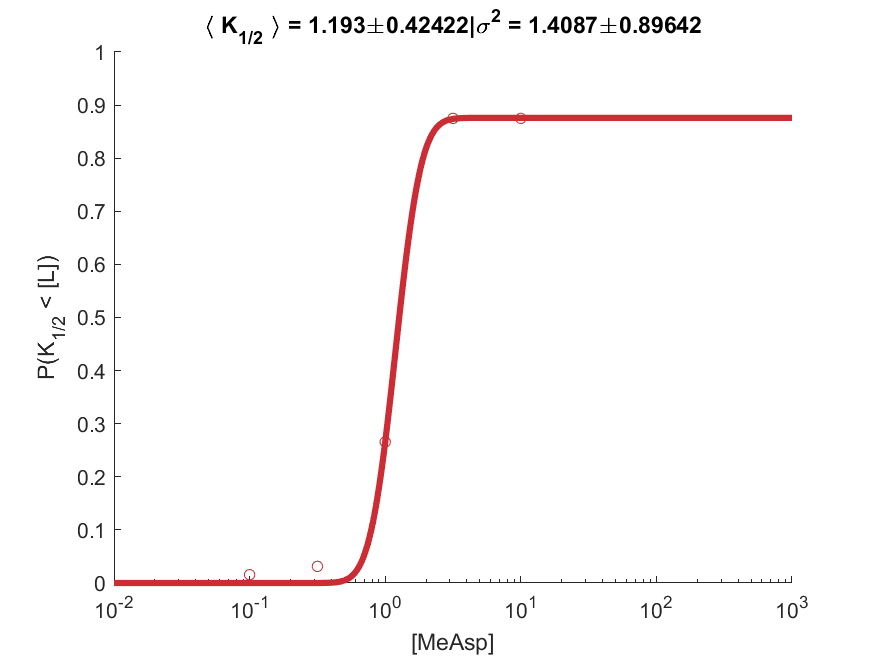 ⟨ K1/2 ⟩ = 1.193±0.42422|σ2 = 1.4087±0.89642
1
0.9
0.8
0.7
0.6
0.5
0.4
0.3
0.2
0.1
0
P(K1/2 < [L])
10-2 10-1 100 101 102 103
[MeAsp]